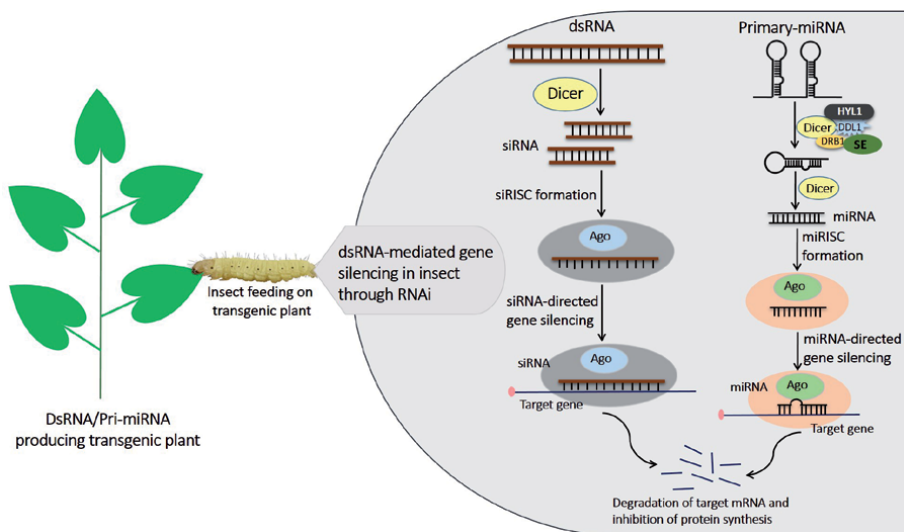 DsRNA/Pri-miRNA
producing transgenic plant
Insect feeding on
transgenic plant
dsRNA-mediated gene
silencing in insect
through RNAi
dsRNA
Dicer
siRNA
siRISC formation
Ago
siRNA-directed
gene silencing
siRNA
Ago
Target gene
Primary-miRNA
HYL1
Dicer
DDL1
DRB1
SE
Dicer
miRNA
miRISC
formation
Ago
miRNA-directed
gene silencing
miRNA
Ago
Target gene
Degradation of target mRNA and
inhibition of protein synthesis